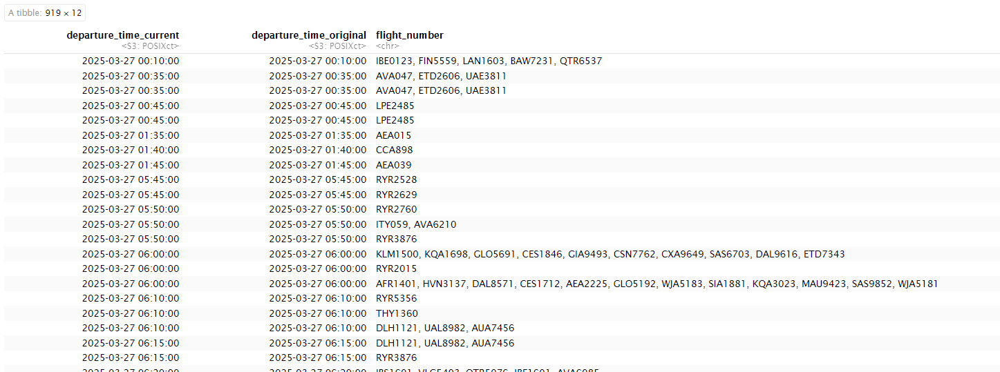 A tibble: 919 × 12
departure_time_current departure_time_original flight_number
<S3: POSIXct> <S3: POSIXct> <chr>
2025-03-27 00:10:00 2025-03-27 00:10:00 IBE0123, FIN5559, LAN1603, BAW7231, QTR6537
2025-03-27 00:35:00 2025-03-27 00:35:00 AVA047, ETD2606, UAE3811
2025-03-27 00:35:00 2025-03-27 00:35:00 AVA047, ETD2606, UAE3811
2025-03-27 00:45:00 2025-03-27 00:45:00 LPE2485
2025-03-27 00:45:00 2025-03-27 00:45:00 LPE2485
2025-03-27 01:35:00 2025-03-27 01:35:00 AEA015
2025-03-27 01:40:00 2025-03-27 01:40:00 CCA898
2025-03-27 01:45:00 2025-03-27 01:45:00 AEA039
2025-03-27 05:45:00 2025-03-27 05:45:00 RYR2528
2025-03-27 05:45:00 2025-03-27 05:45:00 RYR2629
2025-03-27 05:50:00 2025-03-27 05:50:00 RYR2760
2025-03-27 05:50:00 2025-03-27 05:50:00 ITY059, AVA6210
2025-03-27 05:50:00 2025-03-27 05:50:00 RYR3876
2025-03-27 06:00:00 2025-03-27 06:00:00 KLM1500, KQA1698, GLO5691, CES1846, GIA9493, CSN7762, CXA9649, SAS6703, DAL9616, ETD7343
2025-03-27 06:00:00 2025-03-27 06:00:00 RYR2015
2025-03-27 06:00:00 2025-03-27 06:00:00 AFR1401, HVN3137, DAL8571, CES1712, AEA2225, GLO5192, WJA5183, SIA1881, KQA3023, MAU9423, SAS9852, WJA5181
2025-03-27 06:10:00 2025-03-27 06:10:00 RYR5356
2025-03-27 06:10:00 2025-03-27 06:10:00 THY1360
2025-03-27 06:10:00 2025-03-27 06:10:00 DLH1121, UAL8982, AUA7456
2025-03-27 06:15:00 2025-03-27 06:15:00 DLH1121, UAL8982, AUA7456
2025-03-27 06:15:00 2025-03-27 06:15:00 RYR3876